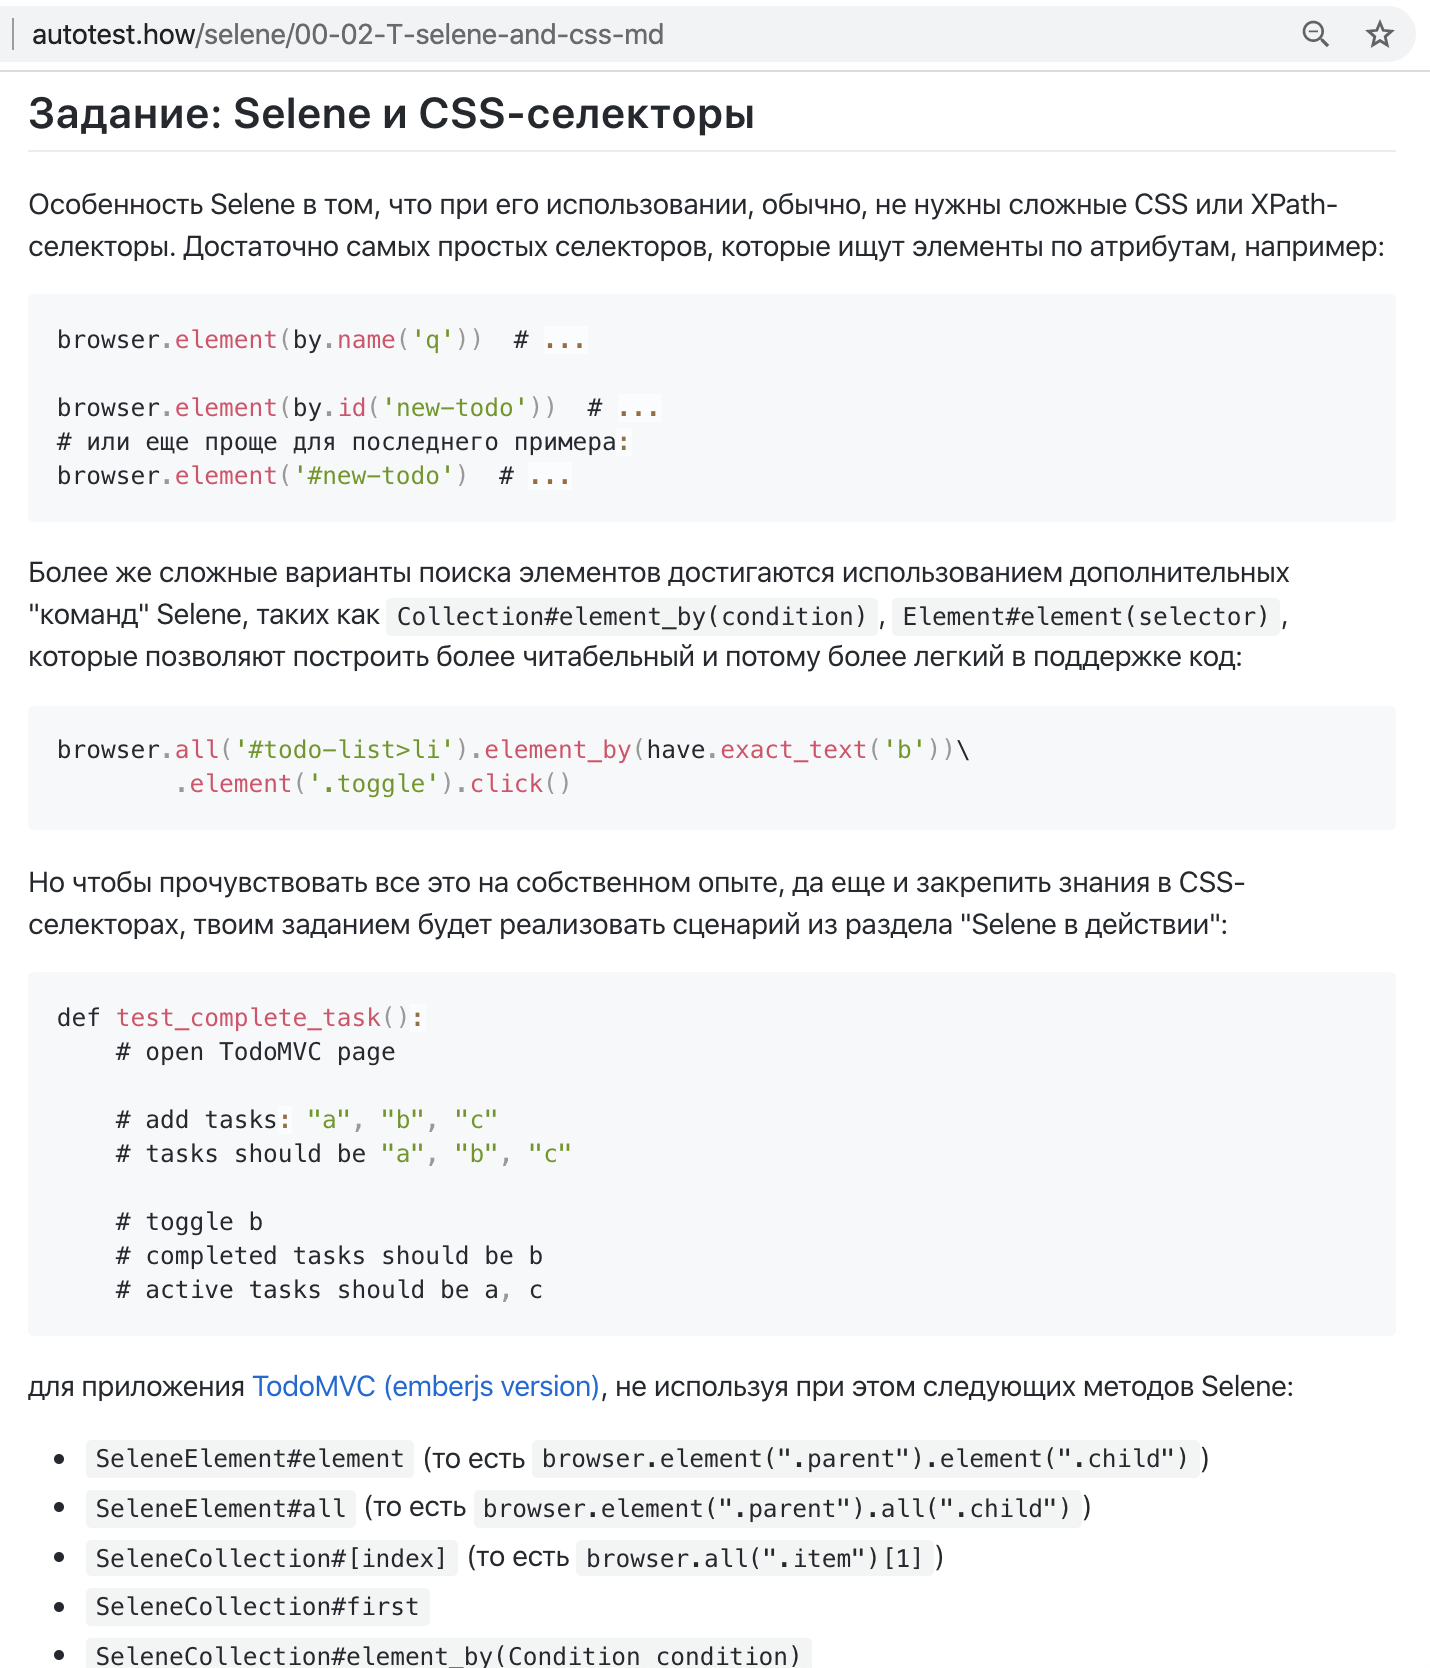 autotest.how/selene/00-02-T-selene-and-css-md
Задание: Selene и CSS-селекторы
Особенность Selene в том, что при его использовании, обычно, не нужны сложные CSS или XPath-
селекторы. Достаточно самых простых селекторов, которые ищут элементы по атрибутам, например:
browser.element(by.name('q'))  # ...
browser.element(by.id('new-todo'))  # ...
# или еще проще для последнего примера:
browser.element('#new-todo')  # ...
Более же сложные варианты поиска элементов достигаются использованием дополнительных
"команд" Selene, таких как Collection#element_by(condition), Element#element(selector),
которые позволяют построить более читабельный и потому более легкий в поддержке код:
browser.all('#todo-list>li').element_by(have.exact_text('b'))\
        .element('.toggle').click()
Но чтобы прочувствовать все это на собственном опыте, да еще и закрепить знания в CSS-
селекторах, твоим заданием будет реализовать сценарий из раздела "Selene в действии":
def test_complete_task():
    # open TodoMVC page
    # add tasks: "a", "b", "c"
    # tasks should be "a", "b", "c"
    # toggle b
    # completed tasks should be b
    # active tasks should be a, c
для приложения TodoMVC (emberjs version), не используя при этом следующих методов Selene:
• SeleneElement#element (то есть browser.element(".parent").element(".child"))
• SeleneElement#all (то есть browser.element(".parent").all(".child"))
• SeleneCollection#[index] (то есть browser.all(".item")[1])
• SeleneCollection#first
• SeleneCollection#element_by(Condition condition)